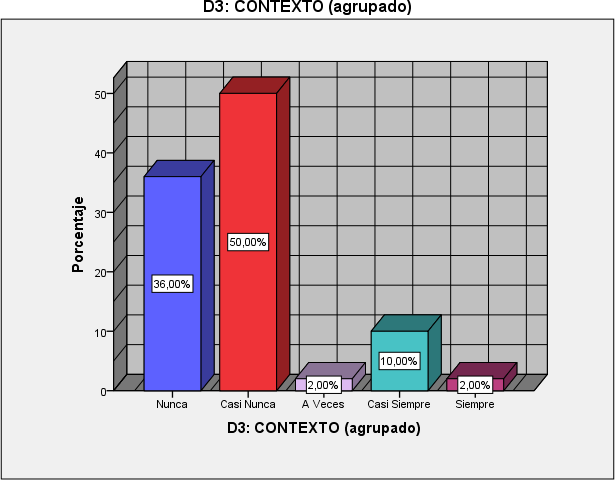 D3: CONTEXTO (agrupado)
Porcentaje
50
40
30
20
10
0
36,00%
50,00%
2,00%
10,00%
2,00%
Nunca
Casi Nunca
A Veces
Casi Siempre
Siempre
D3: CONTEXTO (agrupado)